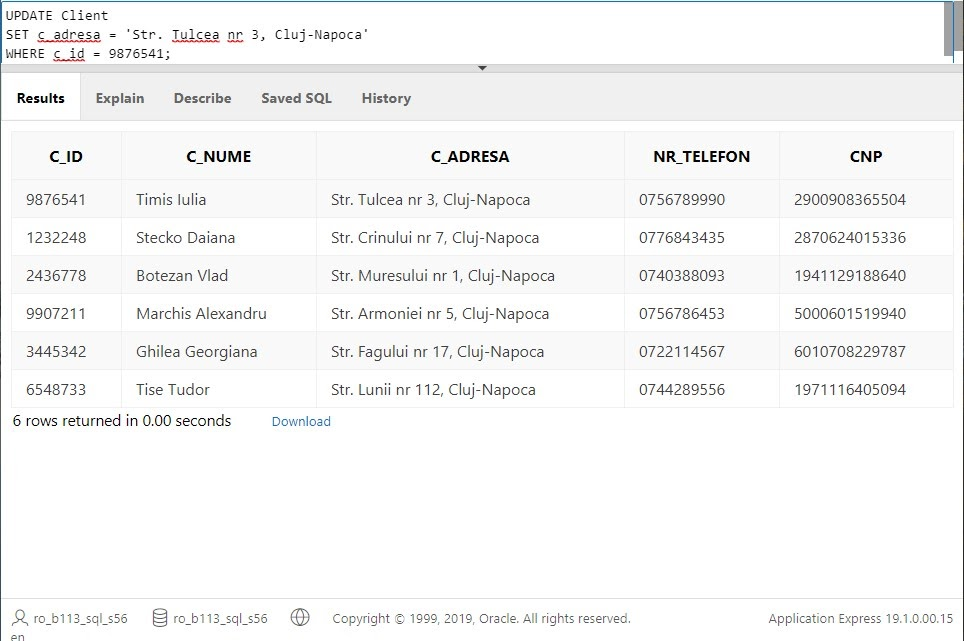 UPDATE Client
SET c_adresa = 'Str. Tulcea nr 3, Cluj-Napoca'
WHERE c_id = 9876541;
Results Explain Describe Saved SQL History
C_ID C_NUME C_ADRESA NR_TELEFON CNP
9876541 Timis Iulia Str. Tulcea nr 3, Cluj-Napoca 0756789990 2900908365504
1232248 Stecko Daiana Str. Crinului nr 7, Cluj-Napoca 0776843435 2870624015336
2436778 Botezan Vlad Str. Muresului nr 1, Cluj-Napoca 0740388093 1941129188640
9907211 Marchis Alexandru Str. Armoniei nr 5, Cluj-Napoca 0756786453 5000601519940
3445342 Ghilea Georgiana Str. Fagului nr 17, Cluj-Napoca 0722114567 6010708229787
6548733 Tise Tudor Str. Lunii nr 112, Cluj-Napoca 0744289556 1971116405094
6 rows returned in 0.00 seconds Download
ro_b113_sql_s56 ro_b113_sql_s56 Copyright © 1999, 2019, Oracle. All rights reserved. Application Express 19.1.0.00.15
en